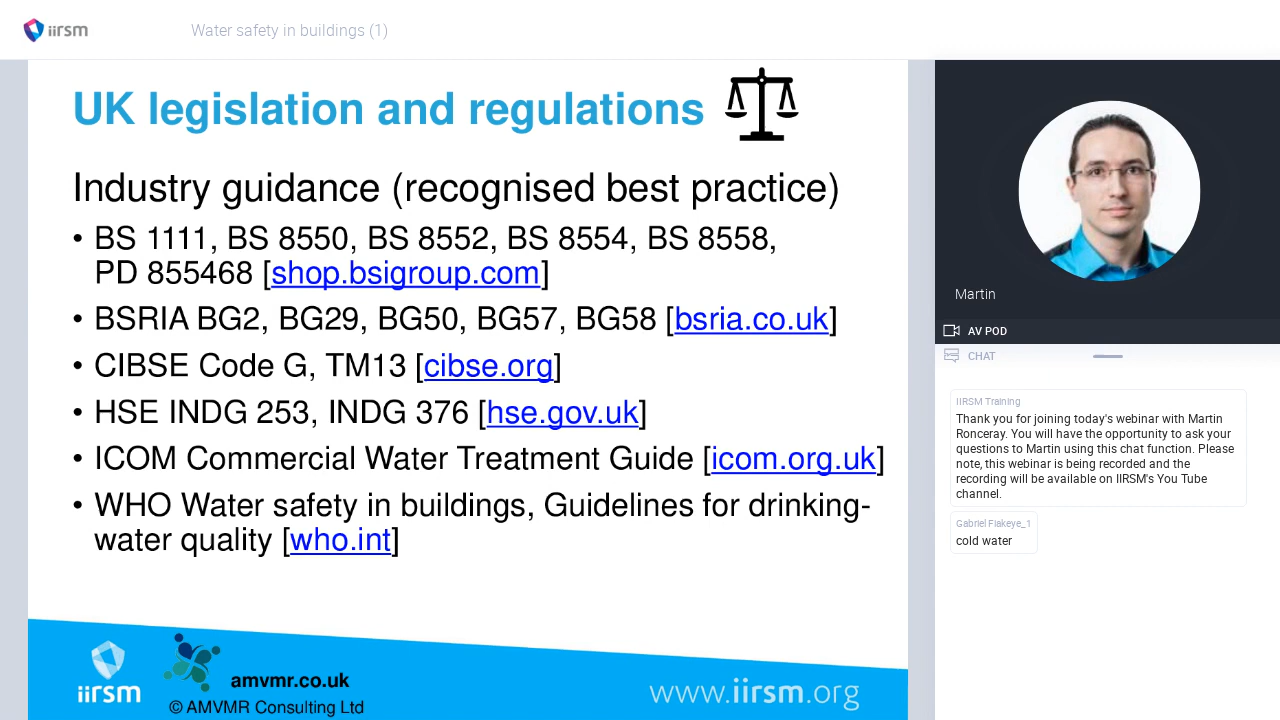 iirsm
Water safety in buildings (1)
UK legislation and regulations
Industry guidance (recognised best practice)
• BS 1111, BS 8550, BS 8552, BS 8554, BS 8558,
PD 855468 [shop.bsigroup.com]
• BSRIA BG2, BG29, BG50, BG57, BG58 [bsria.co.uk]
• CIBSE Code G, TM13 [cibse.org]
• HSE INDG 253, INDG 376 [hse.gov.uk]
• ICOM Commercial Water Treatment Guide [icom.org.uk]
• WHO Water safety in buildings, Guidelines for drinking-
water quality [who.int]
iirsm
amvmr.co.uk
© AMVMR Consulting Ltd
www.iirsm.org
Martin
AV POD
CHAT
IIRSM Training
Thank you for joining today's webinar with Martin
Ronceray. You will have the opportunity to ask your
questions to Martin using this chat function. Please
note, this webinar is being recorded and the
recording will be available on IIRSM's You Tube
channel.
Gabriel Fiakeye_1
cold water